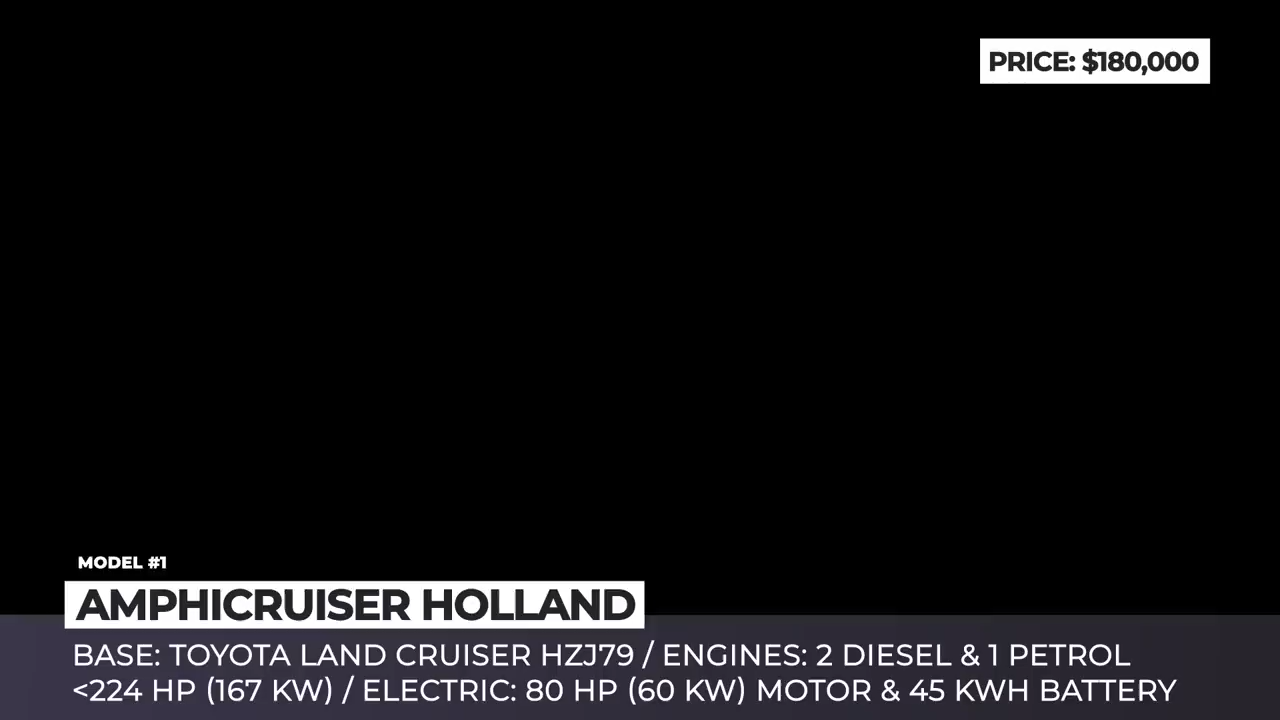 PRICE: $180,000
MODEL #1
AMPHICRUISER HOLLAND
BASE: TOYOTA LAND CRUISER HZJ79 / ENGINES: 2 DIESEL & 1 PETROL
<224 HP (167 KW) / ELECTRIC: 80 HP (60 KW) MOTOR & 45 KWH BATTERY